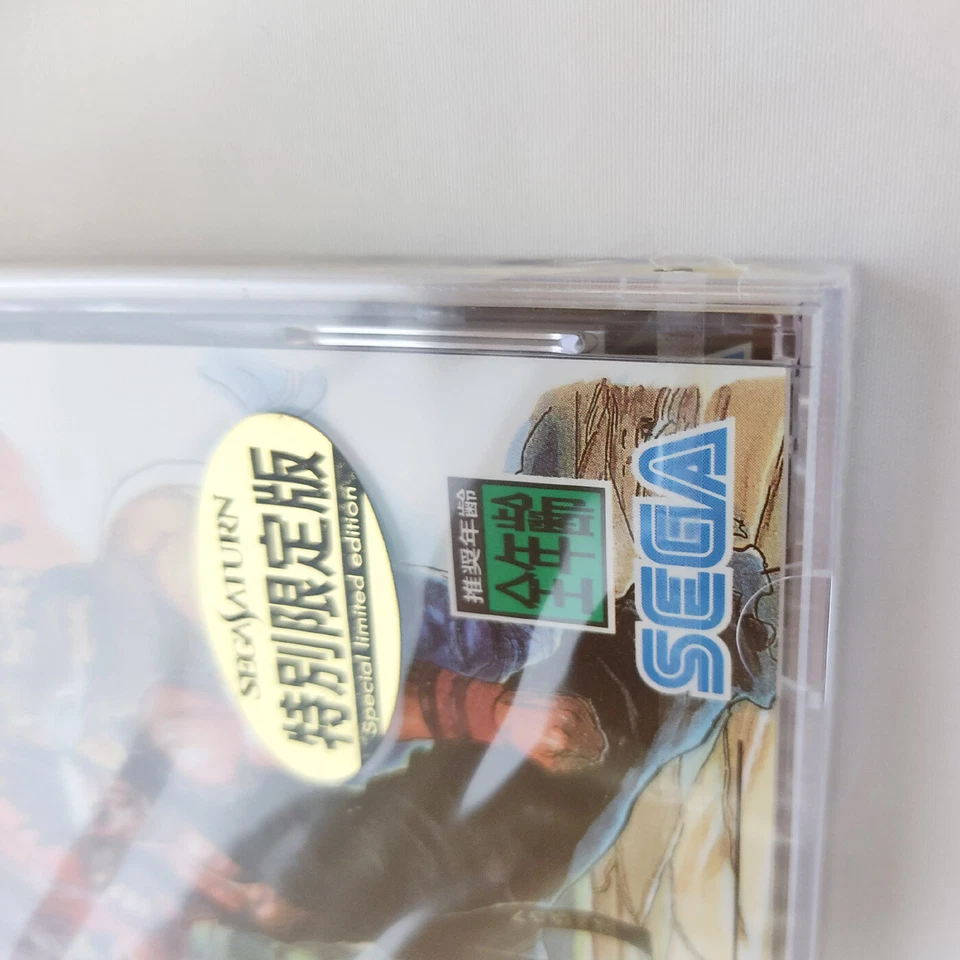 SEGASATURN
特別限定版
Special limited edition
推奨年齢
全年齢
SEGA